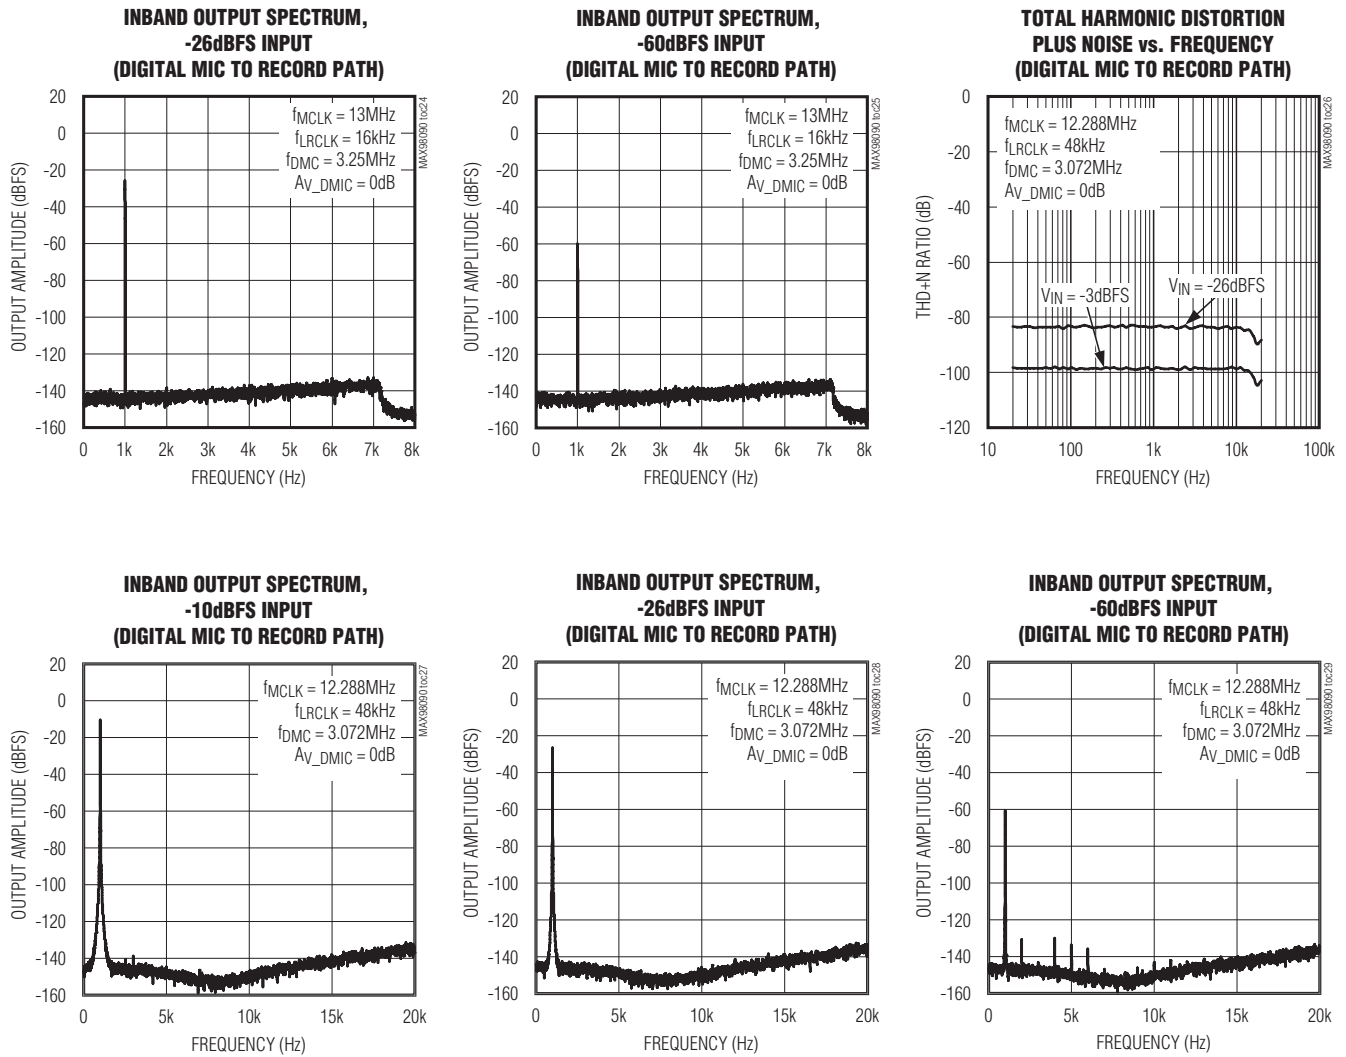 INBAND OUTPUT SPECTRUM,
-26dBFS INPUT
(DIGITAL MIC TO RECORD PATH)
20
0
-20
-40
-60
-80
-100
-120
-140
-160
OUTPUT AMPLITUDE (dBFS)
fMCLK = 13MHz
fLRCLK = 16kHz
fDMC = 3.25MHz
AV_DMIC = 0dB
MAX98090 toc24
0 1k 2k 3k 4k 5k 6k 7k 8k
FREQUENCY (Hz)
INBAND OUTPUT SPECTRUM,
-60dBFS INPUT
(DIGITAL MIC TO RECORD PATH)
20
0
-20
-40
-60
-80
-100
-120
-140
-160
OUTPUT AMPLITUDE (dBFS)
fMCLK = 13MHz
fLRCLK = 16kHz
fDMC = 3.25MHz
AV_DMIC = 0dB
MAX98090 toc25
0 1k 2k 3k 4k 5k 6k 7k 8k
FREQUENCY (Hz)
TOTAL HARMONIC DISTORTION
PLUS NOISE vs. FREQUENCY
(DIGITAL MIC TO RECORD PATH)
0
-20
-40
-60
-80
-100
-120
THD+N RATIO (dB)
fMCLK = 12.288MHz
fLRCLK = 48kHz
fDMC = 3.072MHz
AV_DMIC = 0dB
VIN = -3dBFS
VIN = -26dBFS
MAX98090 toc26
10 100 1k 10k 100k
FREQUENCY (Hz)
INBAND OUTPUT SPECTRUM,
-10dBFS INPUT
(DIGITAL MIC TO RECORD PATH)
20
0
-20
-40
-60
-80
-100
-120
-140
-160
OUTPUT AMPLITUDE (dBFS)
fMCLK = 12.288MHz
fLRCLK = 48kHz
fDMC = 3.072MHz
AV_DMIC = 0dB
MAX98090 toc27
0 5k 10k 15k 20k
FREQUENCY (Hz)
INBAND OUTPUT SPECTRUM,
-26dBFS INPUT
(DIGITAL MIC TO RECORD PATH)
20
0
-20
-40
-60
-80
-100
-120
-140
-160
OUTPUT AMPLITUDE (dBFS)
fMCLK = 12.288MHz
fLRCLK = 48kHz
fDMC = 3.072MHz
AV_DMIC = 0dB
MAX98090 toc28
0 5k 10k 15k 20k
FREQUENCY (Hz)
INBAND OUTPUT SPECTRUM,
-60dBFS INPUT
(DIGITAL MIC TO RECORD PATH)
20
0
-20
-40
-60
-80
-100
-120
-140
-160
OUTPUT AMPLITUDE (dBFS)
fMCLK = 12.288MHz
fLRCLK = 48kHz
fDMC = 3.072MHz
AV_DMIC = 0dB
MAX98090 toc29
0 5k 10k 15k 20k
FREQUENCY (Hz)